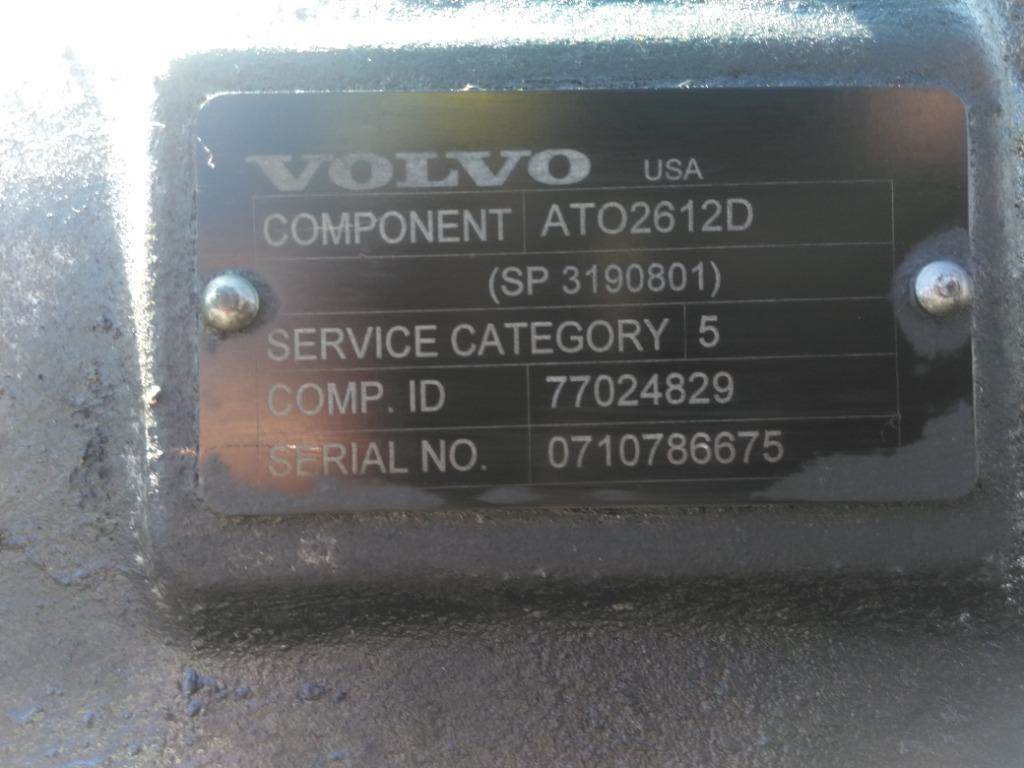 VOLVO USA
COMPONENT ATO2612D
(SP 3190801)
SERVICE CATEGORY 5
COMP. ID 77024829
SERIAL NO. 0710786675